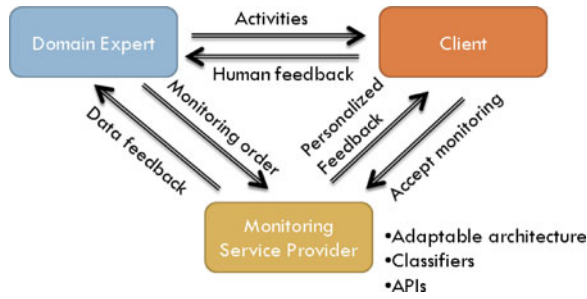 Activities
Domain Expert
Client
Human feedback
Monitoring order
Data feedback
Personalized
Feedback
Accept monitoring
Monitoring
Service Provider
•Adaptable architecture
•Classifiers
•APIs